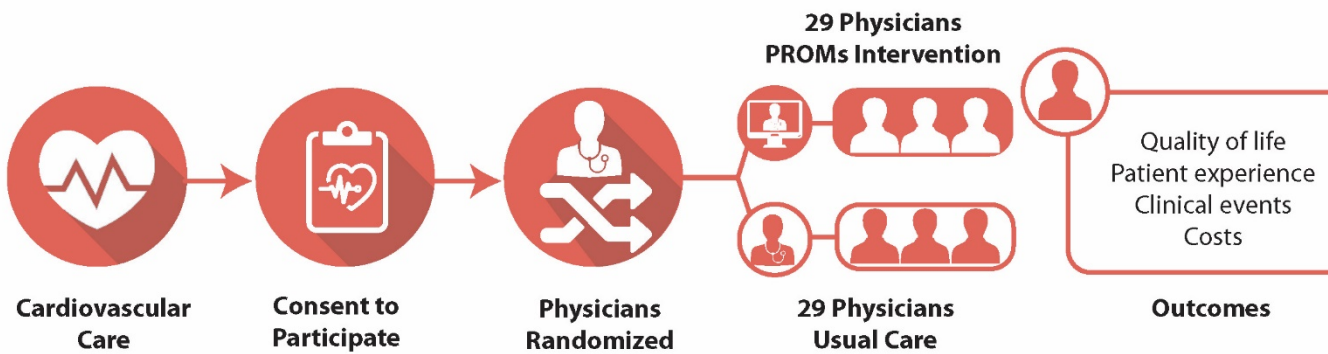 Cardiovascular
Care
Consent to
Participate
Physicians
Randomized
29 Physicians
PROMs Intervention
29 Physicians
Usual Care
Quality of life
Patient experience
Clinical events
Costs
Outcomes